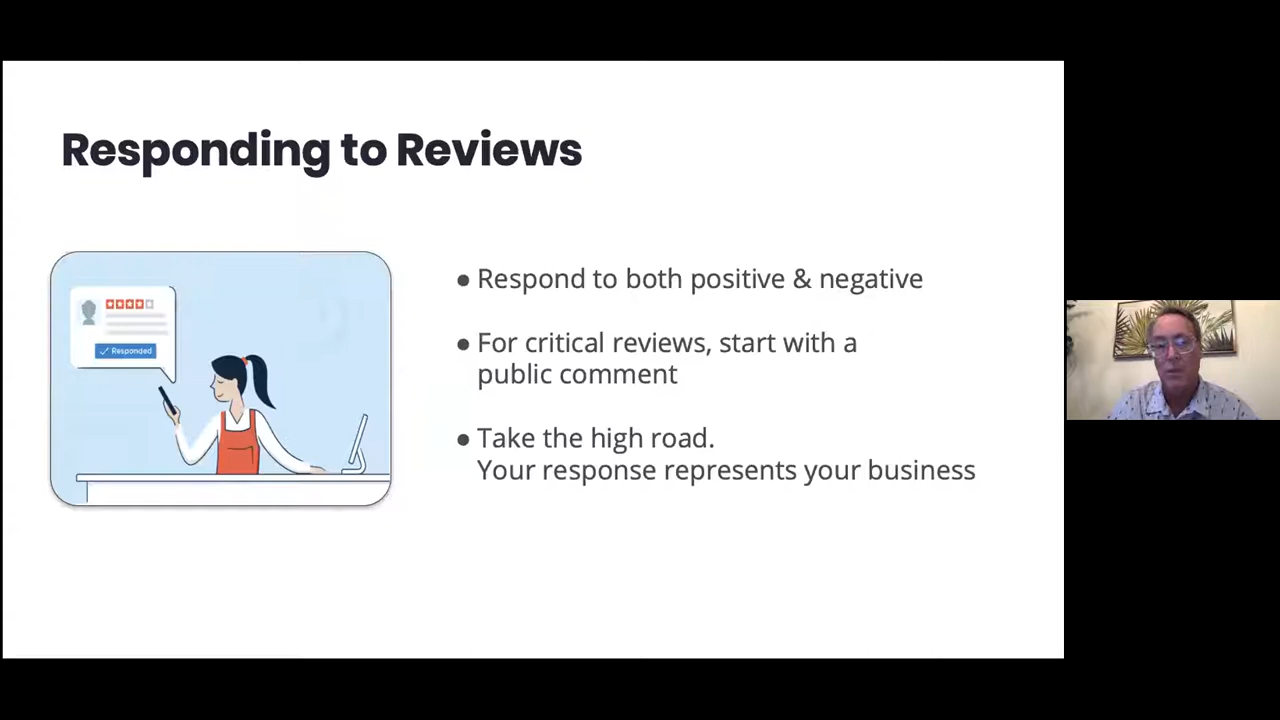 Responding to Reviews
Responded
● Respond to both positive & negative
● For critical reviews, start with a
public comment
● Take the high road.
Your response represents your business